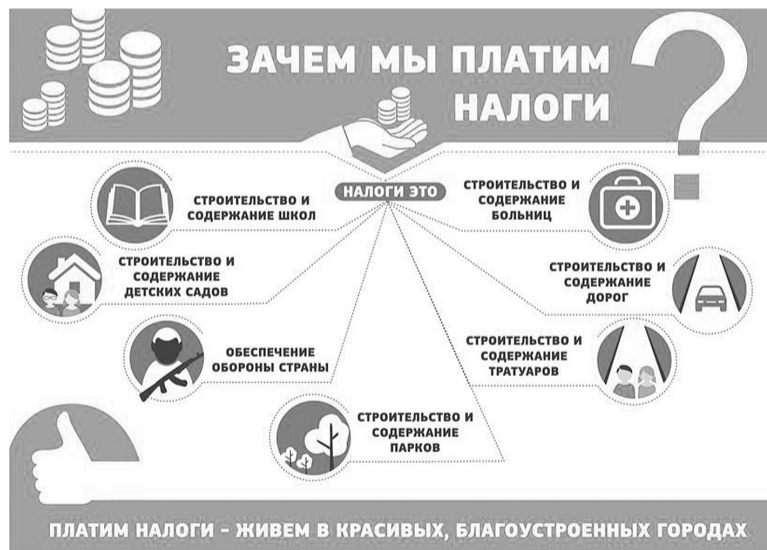 ЗАЧЕМ МЫ ПЛАТИМ
НАЛОГИ
?
НАЛОГИ ЭТО
СТРОИТЕЛЬСТВО И
СОДЕРЖАНИЕ ШКОЛ
СТРОИТЕЛЬСТВО И
СОДЕРЖАНИЕ
БОЛЬНИЦ
СТРОИТЕЛЬСТВО И
СОДЕРЖАНИЕ
ДЕТСКИХ САДОВ
СТРОИТЕЛЬСТВО И
СОДЕРЖАНИЕ
ДОРОГ
ОБЕСПЕЧЕНИЕ
ОБОРОНЫ СТРАНЫ
СТРОИТЕЛЬСТВО И
СОДЕРЖАНИЕ
ТРАТУАРОВ
СТРОИТЕЛЬСТВО И
СОДЕРЖАНИЕ
ПАРКОВ
ПЛАТИМ НАЛОГИ - ЖИВЕМ В КРАСИВЫХ, БЛАГОУСТРОЕННЫХ ГОРОДАХ